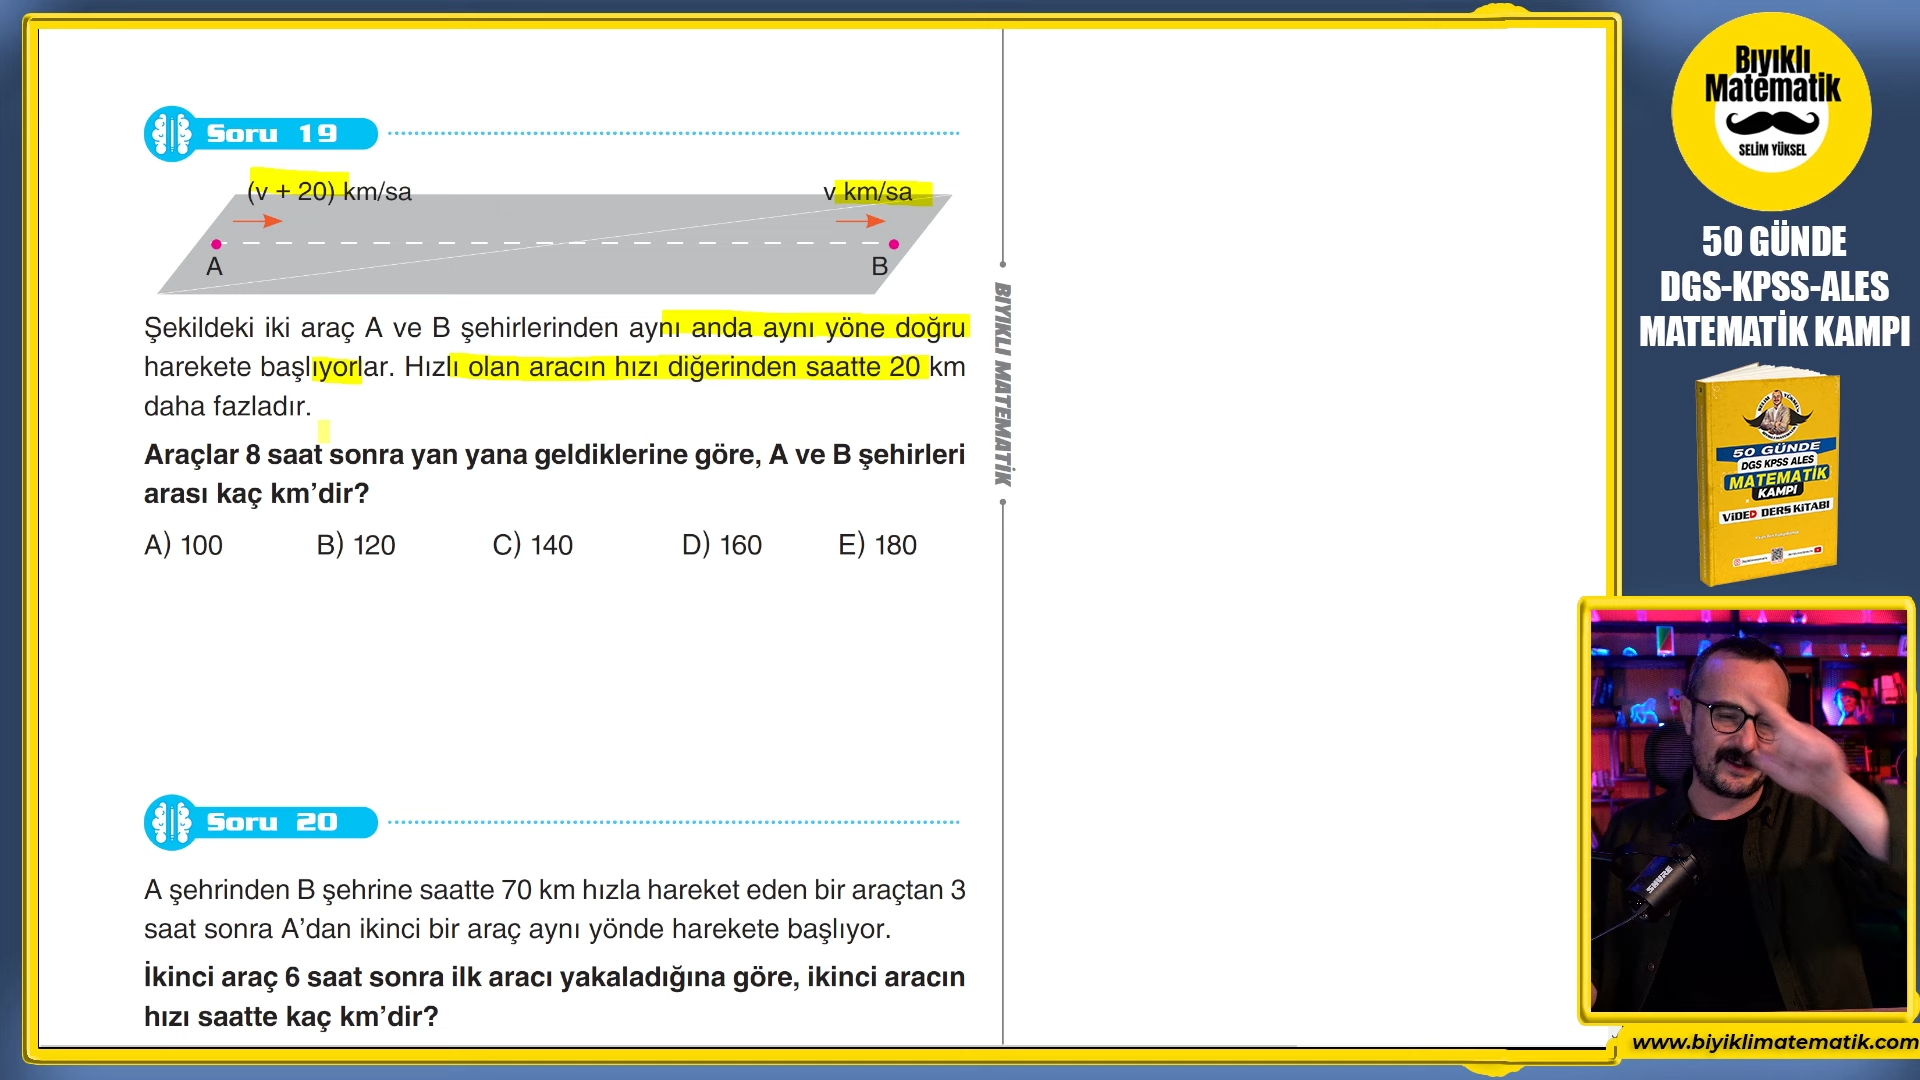 Soru 19
(v + 20) km/sa
v km/sa
A
B
Şekildeki iki araç A ve B şehirlerinden aynı anda aynı yöne doğru
harekete başlıyorlar. Hızlı olan aracın hızı diğerinden saatte 20 km
daha fazladır.
Araçlar 8 saat sonra yan yana geldiklerine göre, A ve B şehirleri
arası kaç km'dir?
A) 100 B) 120 C) 140 D) 160 E) 180
Soru 20
A şehrinden B şehrine saatte 70 km hızla hareket eden bir araçtan 3
saat sonra A'dan ikinci bir araç aynı yönde harekete başlıyor.
İkinci araç 6 saat sonra ilk aracı yakaladığına göre, ikinci aracın
hızı saatte kaç km'dir?
BIYIKLI MATEMATİK
Bıyıklı
Matematik
SELİM YÜKSEL
50 GÜNDE
DGS-KPSS-ALES
MATEMATİK KAMPI
50 GÜNDE
DGS KPSS ALES
MATEMATİK
KAMPI
VİDEO DERS KİTABI
SHURE
www.biyiklimatematik.com